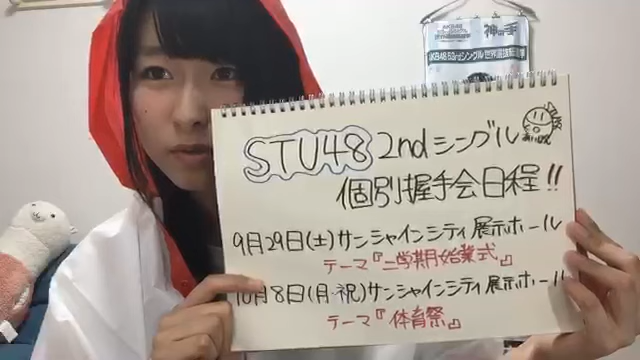 神の手
AKB48 53rdシングル 世界選抜総選挙
STU48 2ndシングル
個別握手会日程!!
9月29日(土)サンシャインシティ展示ホール
テーマ『二学期始業式』
10月8日(月・祝)サンシャインシティ展示ホール
テーマ『体育祭』